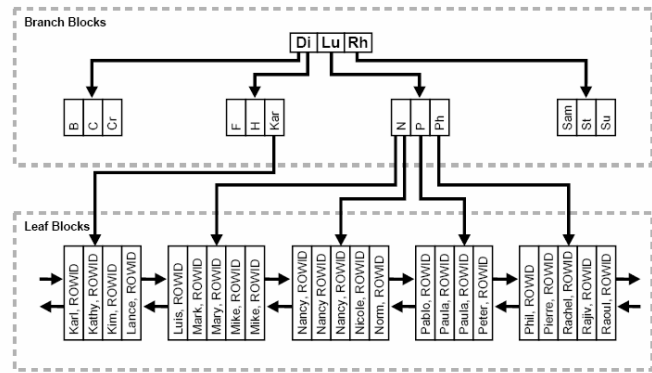 Branch Blocks
Di Lu Rh
B
C
Cr
F
H
Kar
N
P
Ph
Sam
St
Su
Leaf Blocks
Karl, ROWID
Kathy, ROWID
Kim, ROWID
Lance, ROWID
Luis, ROWID
Mark, ROWID
Mary, ROWID
Mike, ROWID
Mike, ROWID
Nancy, ROWID
Nancy ROWID
Nancy, ROWID
Nicole, ROWID
Norm, ROWID
Pablo, ROWID
Paula, ROWID
Paula, ROWID
Peter, ROWID
Phil, ROWID
Pierre, ROWID
Rachel, ROWID
Rajiv, ROWID
Raoul, ROWID